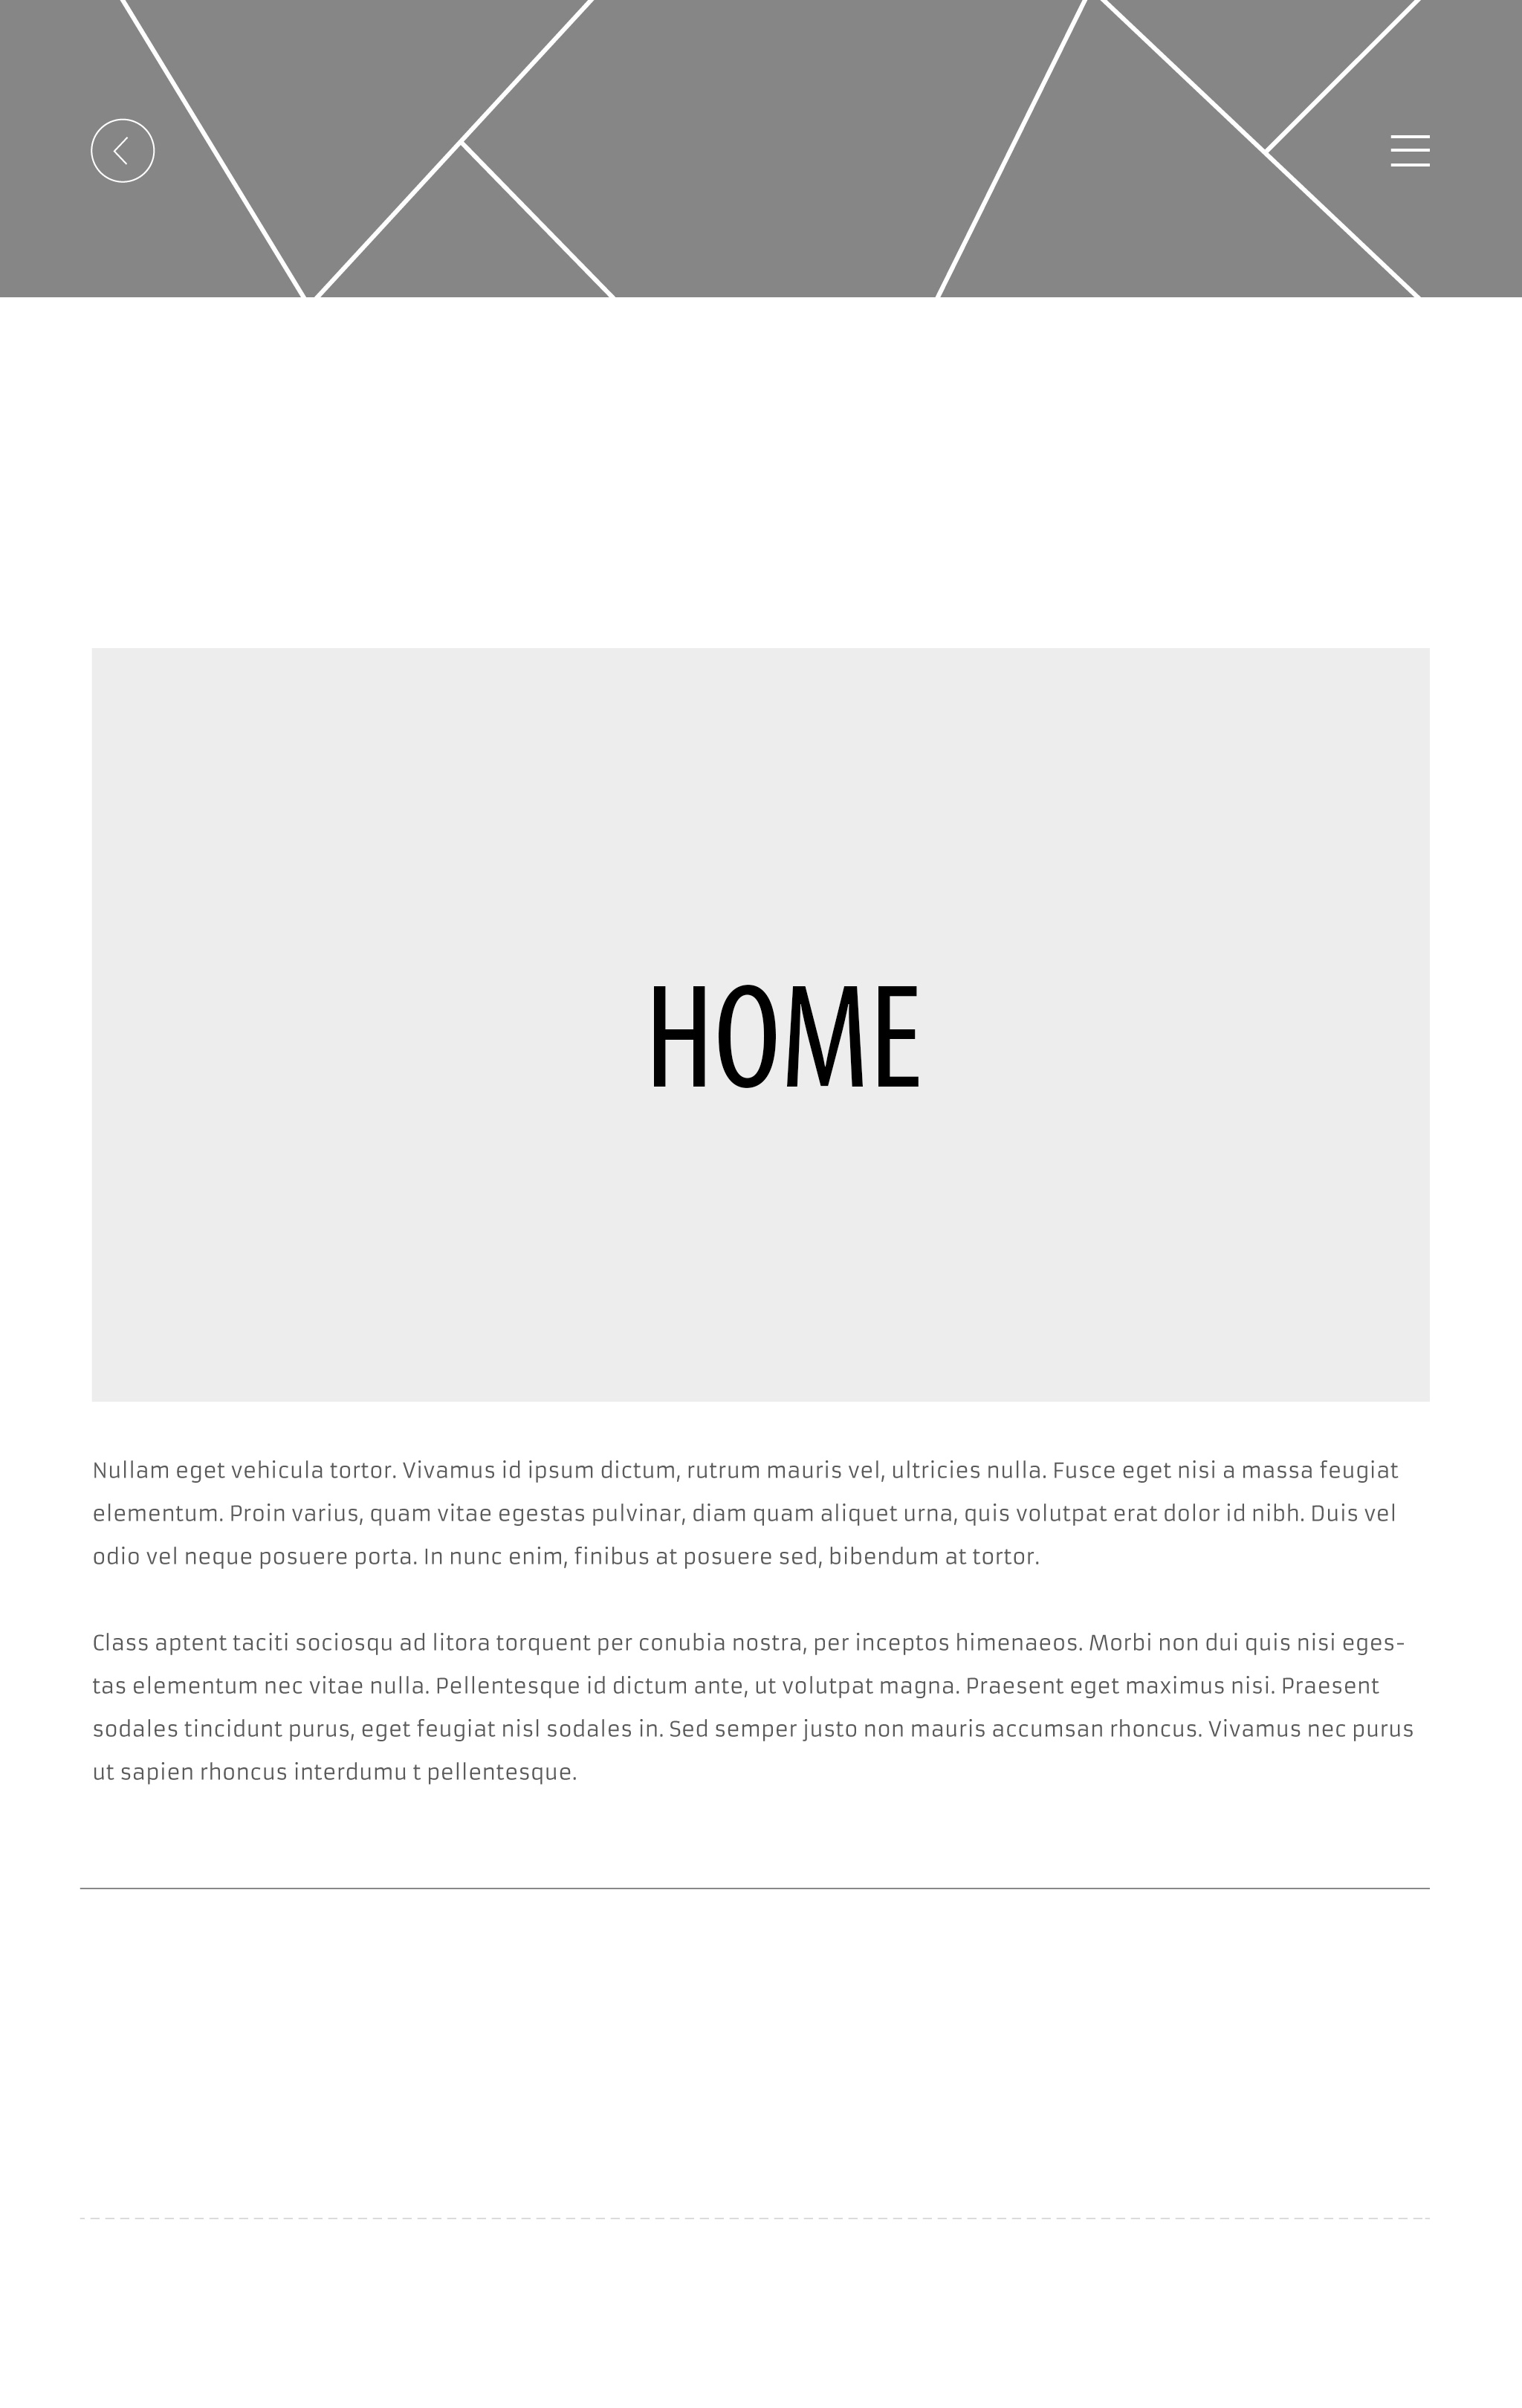 HOME
Nullam eget vehicula tortor. Vivamus id ipsum dictum, rutrum mauris vel, ultricies nulla. Fusce eget nisi a massa feugiat
elementum. Proin varius, quam vitae egestas pulvinar, diam quam aliquet urna, quis volutpat erat dolor id nibh. Duis vel
odio vel neque posuere porta. In nunc enim, finibus at posuere sed, bibendum at tortor.
Class aptent taciti sociosqu ad litora torquent per conubia nostra, per inceptos himenaeos. Morbi non dui quis nisi eges-
tas elementum nec vitae nulla. Pellentesque id dictum ante, ut volutpat magna. Praesent eget maximus nisi. Praesent
sodales tincidunt purus, eget feugiat nisl sodales in. Sed semper justo non mauris accumsan rhoncus. Vivamus nec purus
ut sapien rhoncus interdumu t pellentesque.